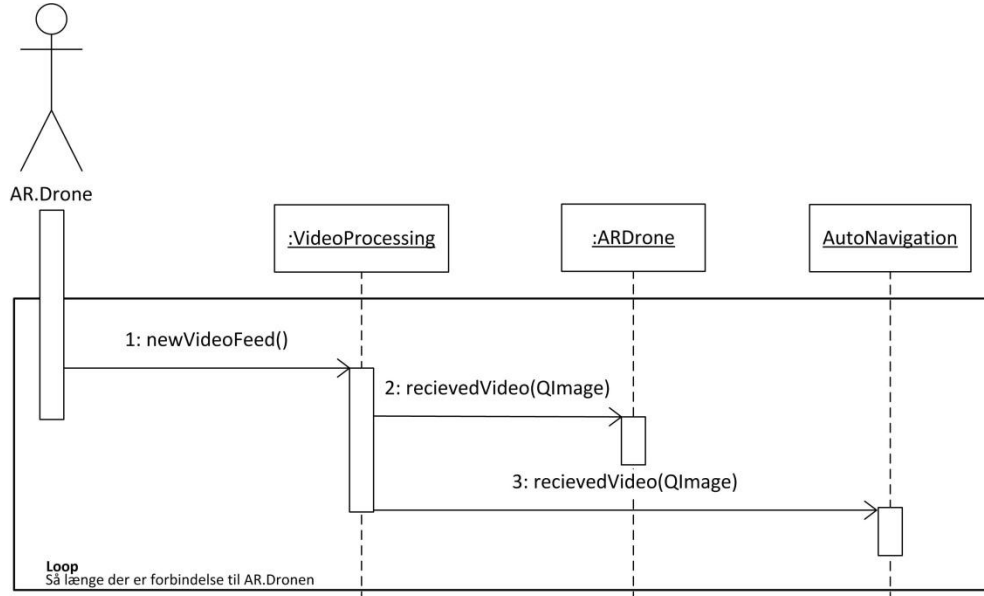 AR.Drone
:VideoProcessing
:ARDrone
AutoNavigation
1: newVideoFeed()
2: recievedVideo(QImage)
3: recievedVideo(QImage)
Loop
Så længe der er forbindelse til AR.Dronen